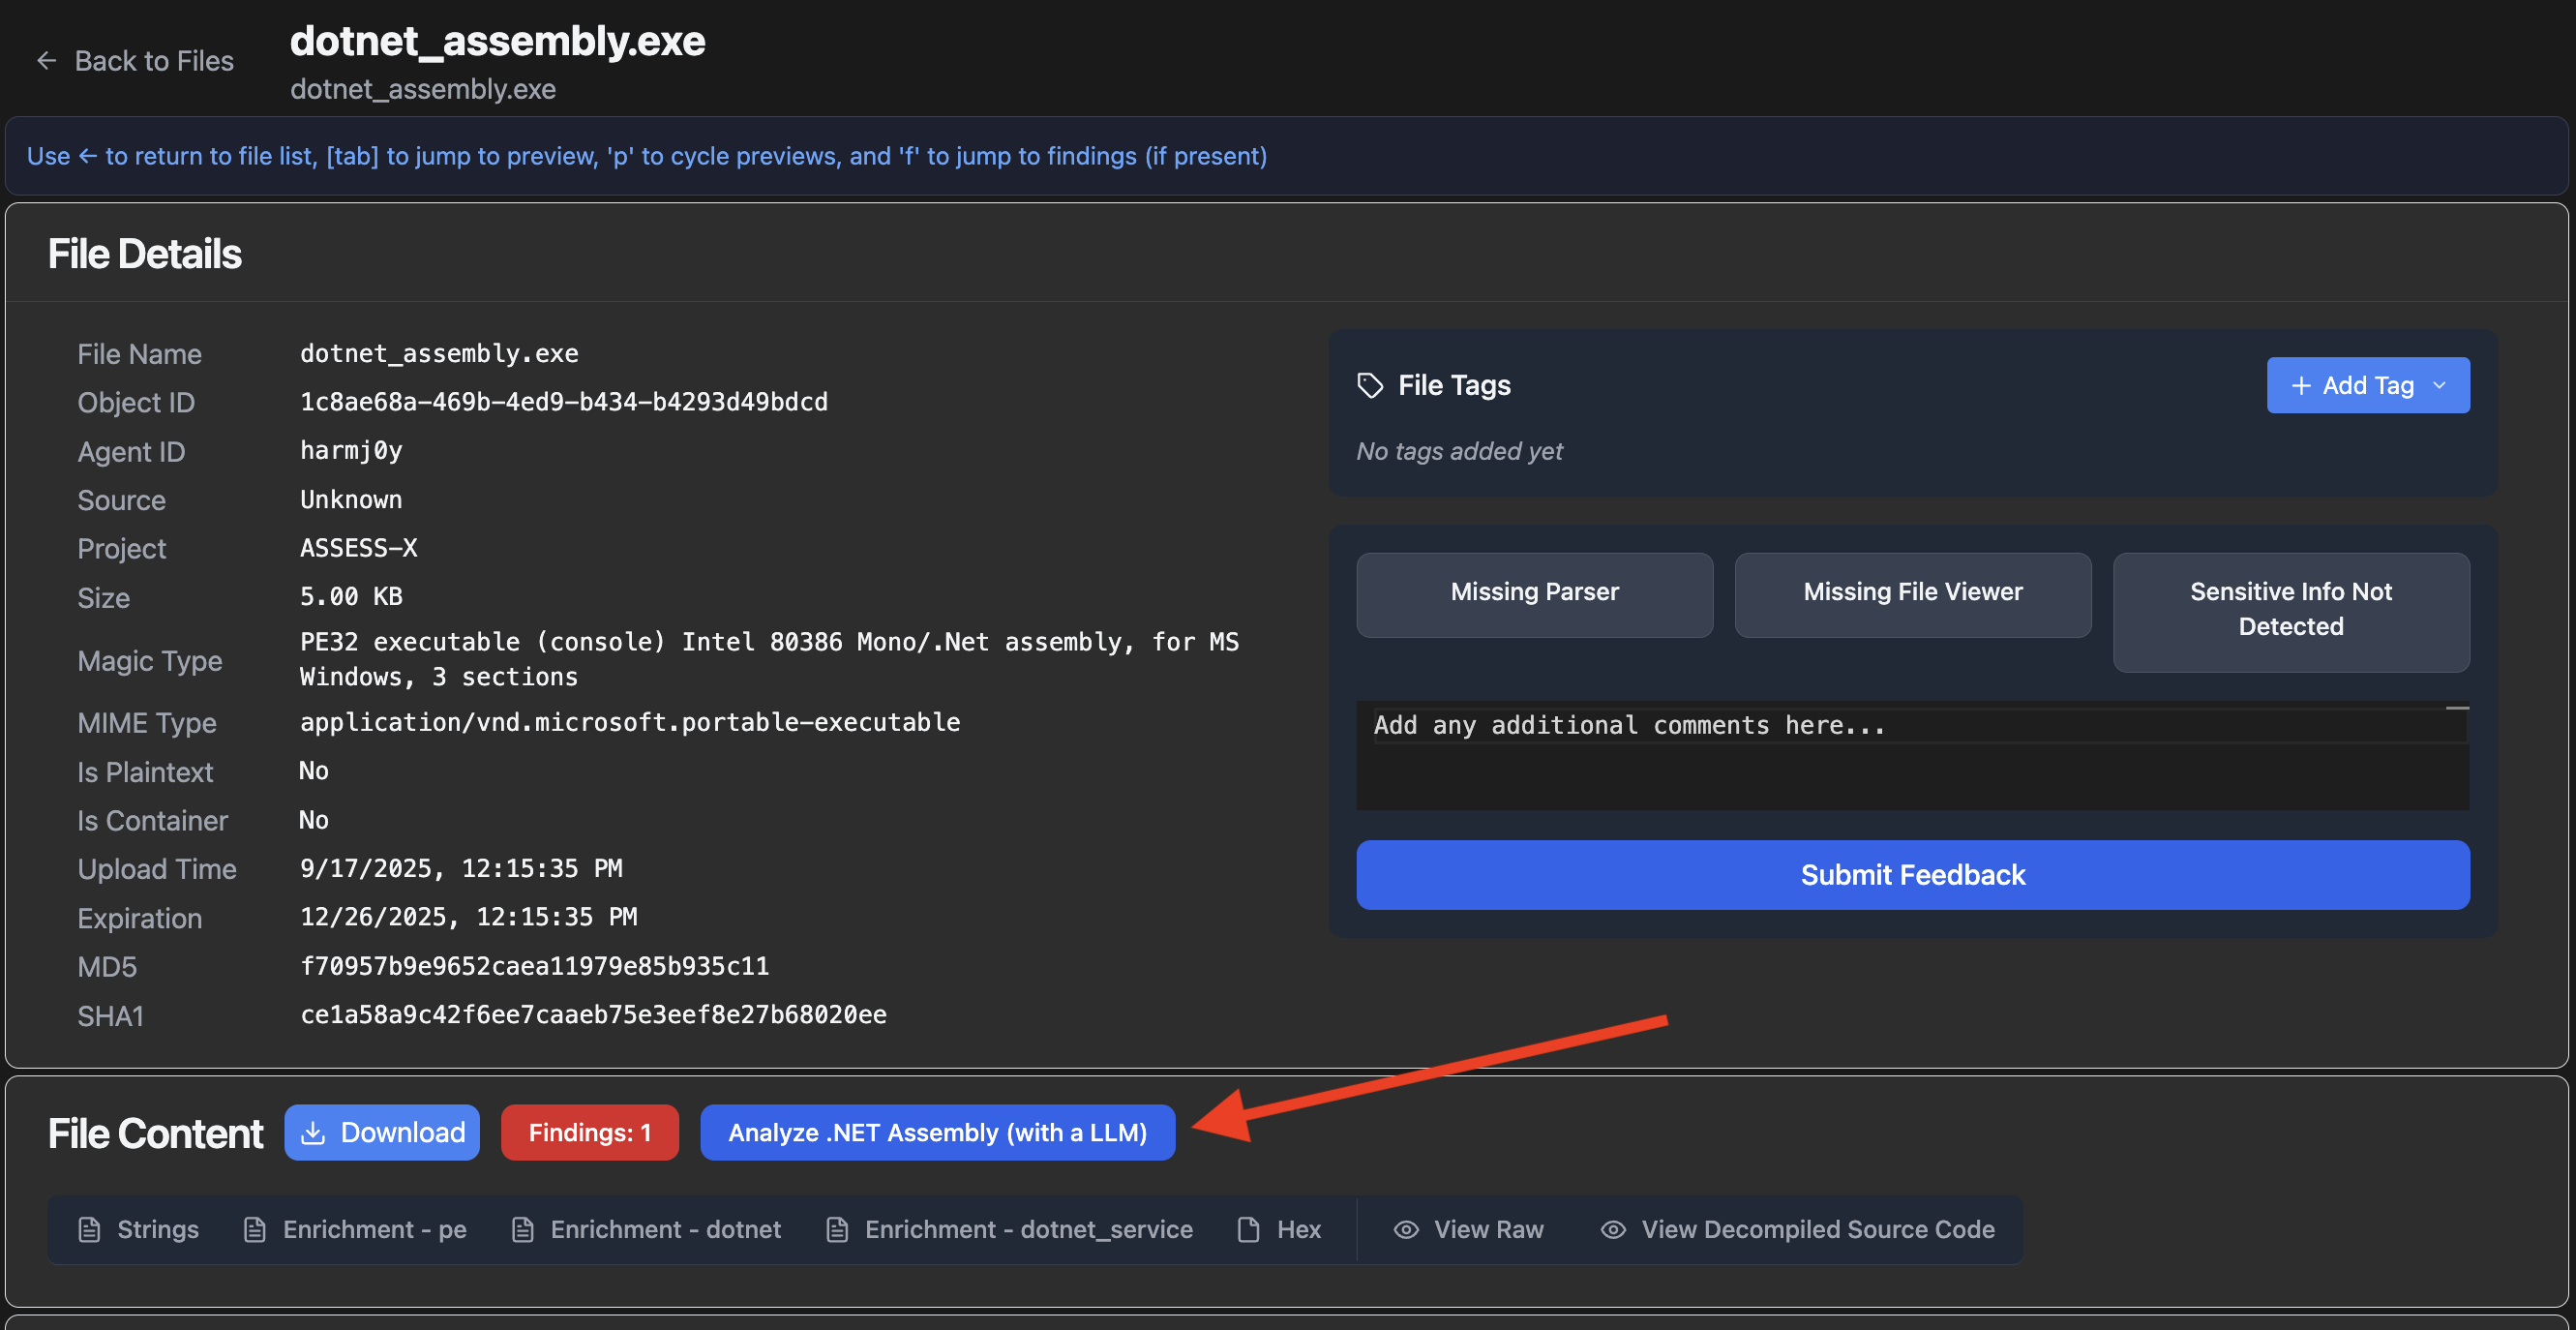 ← Back to Files
dotnet_assembly.exe
dotnet_assembly.exe
Use ← to return to file list, [tab] to jump to preview, 'p' to cycle previews, and 'f' to jump to findings (if present)
File Details
File Name dotnet_assembly.exe
Object ID 1c8ae68a-469b-4ed9-b434-b4293d49bdcd
Agent ID harmj0y
Source Unknown
Project ASSESS-X
Size 5.00 KB
Magic Type PE32 executable (console) Intel 80386 Mono/.Net assembly, for MS
Windows, 3 sections
MIME Type application/vnd.microsoft.portable-executable
Is Plaintext No
Is Container No
Upload Time 9/17/2025, 12:15:35 PM
Expiration 12/26/2025, 12:15:35 PM
MD5 f70957b9e9652caea11979e85b935c11
SHA1 ce1a58a9c42f6ee7caaeb75e3eef8e27b68020ee
File Tags
+ Add Tag
No tags added yet
Missing Parser
Missing File Viewer
Sensitive Info Not
Detected
Add any additional comments here...
Submit Feedback
File Content
Download
Findings: 1
Analyze .NET Assembly (with a LLM)
Strings
Enrichment - pe
Enrichment - dotnet
Enrichment - dotnet_service
Hex
View Raw
View Decompiled Source Code